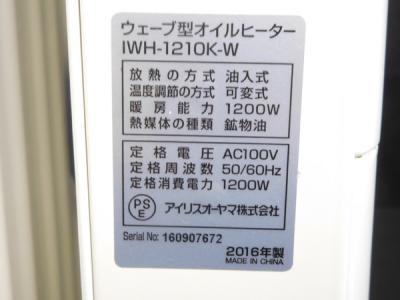 ウェーブ型オイルヒーター
IWH-1210K-W
放熱の方式 油入式
温度調節の方式 可変式
暖房能力 1200W
熱媒体の種類 鉱物油
定格電圧 AC100V
定格周波数 50/60Hz
定格消費電力 1200W
PS
E アイリスオーヤマ株式会社
Serial No: 160907672
2016年製
MADE IN CHINA